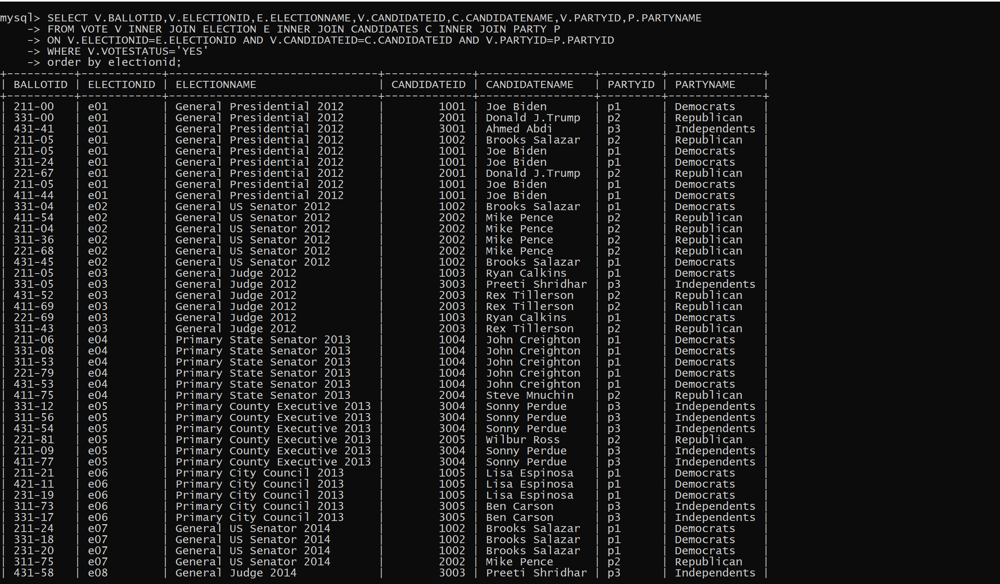 mysql> SELECT V.BALLOTID,V.ELECTIONID,E.ELECTIONNAME,V.CANDIDATEID,C.CANDIDATENAME,V.PARTYID,P.PARTYNAME
    -> FROM VOTE V INNER JOIN ELECTION E INNER JOIN CANDIDATES C INNER JOIN PARTY P
    -> ON V.ELECTIONID=E.ELECTIONID AND V.CANDIDATEID=C.CANDIDATEID AND V.PARTYID=P.PARTYID
    -> WHERE V.VOTESTATUS='YES'
    -> order by electionid;
+----------+------------+-------------------------------+-------------+-----------------+---------+--------------+
| BALLOTID | ELECTIONID | ELECTIONNAME                  | CANDIDATEID | CANDIDATENAME   | PARTYID | PARTYNAME    |
+----------+------------+-------------------------------+-------------+-----------------+---------+--------------+
| 211-00   | e01        | General Presidential 2012     |        1001 | Joe Biden       | p1      | Democrats    |
| 331-00   | e01        | General Presidential 2012     |        2001 | Donald J.Trump  | p2      | Republican   |
| 431-41   | e01        | General Presidential 2012     |        3001 | Ahmed Abdi      | p3      | Independents |
| 211-05   | e01        | General Presidential 2012     |        1002 | Brooks Salazar  | p2      | Republican   |
| 211-05   | e01        | General Presidential 2012     |        1001 | Joe Biden       | p1      | Democrats    |
| 311-24   | e01        | General Presidential 2012     |        1001 | Joe Biden       | p1      | Democrats    |
| 221-67   | e01        | General Presidential 2012     |        2001 | Donald J.Trump  | p2      | Republican   |
| 211-05   | e01        | General Presidential 2012     |        1001 | Joe Biden       | p1      | Democrats    |
| 411-44   | e01        | General Presidential 2012     |        1001 | Joe Biden       | p1      | Democrats    |
| 331-04   | e02        | General US Senator 2012       |        1002 | Brooks Salazar  | p1      | Democrats    |
| 411-54   | e02        | General US Senator 2012       |        2002 | Mike Pence      | p2      | Republican   |
| 211-04   | e02        | General US Senator 2012       |        2002 | Mike Pence      | p2      | Republican   |
| 311-36   | e02        | General US Senator 2012       |        2002 | Mike Pence      | p2      | Republican   |
| 221-68   | e02        | General US Senator 2012       |        2002 | Mike Pence      | p2      | Republican   |
| 431-45   | e02        | General US Senator 2012       |        1002 | Brooks Salazar  | p1      | Democrats    |
| 211-05   | e03        | General Judge 2012            |        1003 | Ryan Calkins    | p1      | Democrats    |
| 331-05   | e03        | General Judge 2012            |        3003 | Preeti Shridhar | p3      | Independents |
| 431-52   | e03        | General Judge 2012            |        2003 | Rex Tillerson   | p2      | Republican   |
| 411-69   | e03        | General Judge 2012            |        2003 | Rex Tillerson   | p2      | Republican   |
| 221-69   | e03        | General Judge 2012            |        1003 | Ryan Calkins    | p1      | Democrats    |
| 311-43   | e03        | General Judge 2012            |        2003 | Rex Tillerson   | p2      | Republican   |
| 211-06   | e04        | Primary State Senator 2013    |        1004 | John Creighton  | p1      | Democrats    |
| 331-08   | e04        | Primary State Senator 2013    |        1004 | John Creighton  | p1      | Democrats    |
| 311-53   | e04        | Primary State Senator 2013    |        1004 | John Creighton  | p1      | Democrats    |
| 221-79   | e04        | Primary State Senator 2013    |        1004 | John Creighton  | p1      | Democrats    |
| 431-53   | e04        | Primary State Senator 2013    |        1004 | John Creighton  | p1      | Democrats    |
| 411-75   | e04        | Primary State Senator 2013    |        2004 | Steve Mnuchin   | p2      | Republican   |
| 331-12   | e05        | Primary County Executive 2013 |        3004 | Sonny Perdue    | p3      | Independents |
| 311-56   | e05        | Primary County Executive 2013 |        3004 | Sonny Perdue    | p3      | Independents |
| 431-54   | e05        | Primary County Executive 2013 |        3004 | Sonny Perdue    | p3      | Independents |
| 221-81   | e05        | Primary County Executive 2013 |        2005 | Wilbur Ross     | p2      | Republican   |
| 211-09   | e05        | Primary County Executive 2013 |        3004 | Sonny Perdue    | p3      | Independents |
| 411-77   | e05        | Primary County Executive 2013 |        3004 | Sonny Perdue    | p3      | Independents |
| 211-21   | e06        | Primary City Council 2013     |        1005 | Lisa Espinosa   | p1      | Democrats    |
| 421-11   | e06        | Primary City Council 2013     |        1005 | Lisa Espinosa   | p1      | Democrats    |
| 231-19   | e06        | Primary City Council 2013     |        1005 | Lisa Espinosa   | p1      | Democrats    |
| 311-73   | e06        | Primary City Council 2013     |        3005 | Ben Carson      | p3      | Independents |
| 331-17   | e06        | Primary City Council 2013     |        3005 | Ben Carson      | p3      | Independents |
| 211-24   | e07        | General US Senator 2014       |        1002 | Brooks Salazar  | p1      | Democrats    |
| 331-18   | e07        | General US Senator 2014       |        1002 | Brooks Salazar  | p1      | Democrats    |
| 231-20   | e07        | General US Senator 2014       |        1002 | Brooks Salazar  | p1      | Democrats    |
| 311-75   | e07        | General US Senator 2014       |        2002 | Mike Pence      | p2      | Republican   |
| 431-58   | e08        | General Judge 2014            |        3003 | Preeti Shridhar | p3      | Independents |